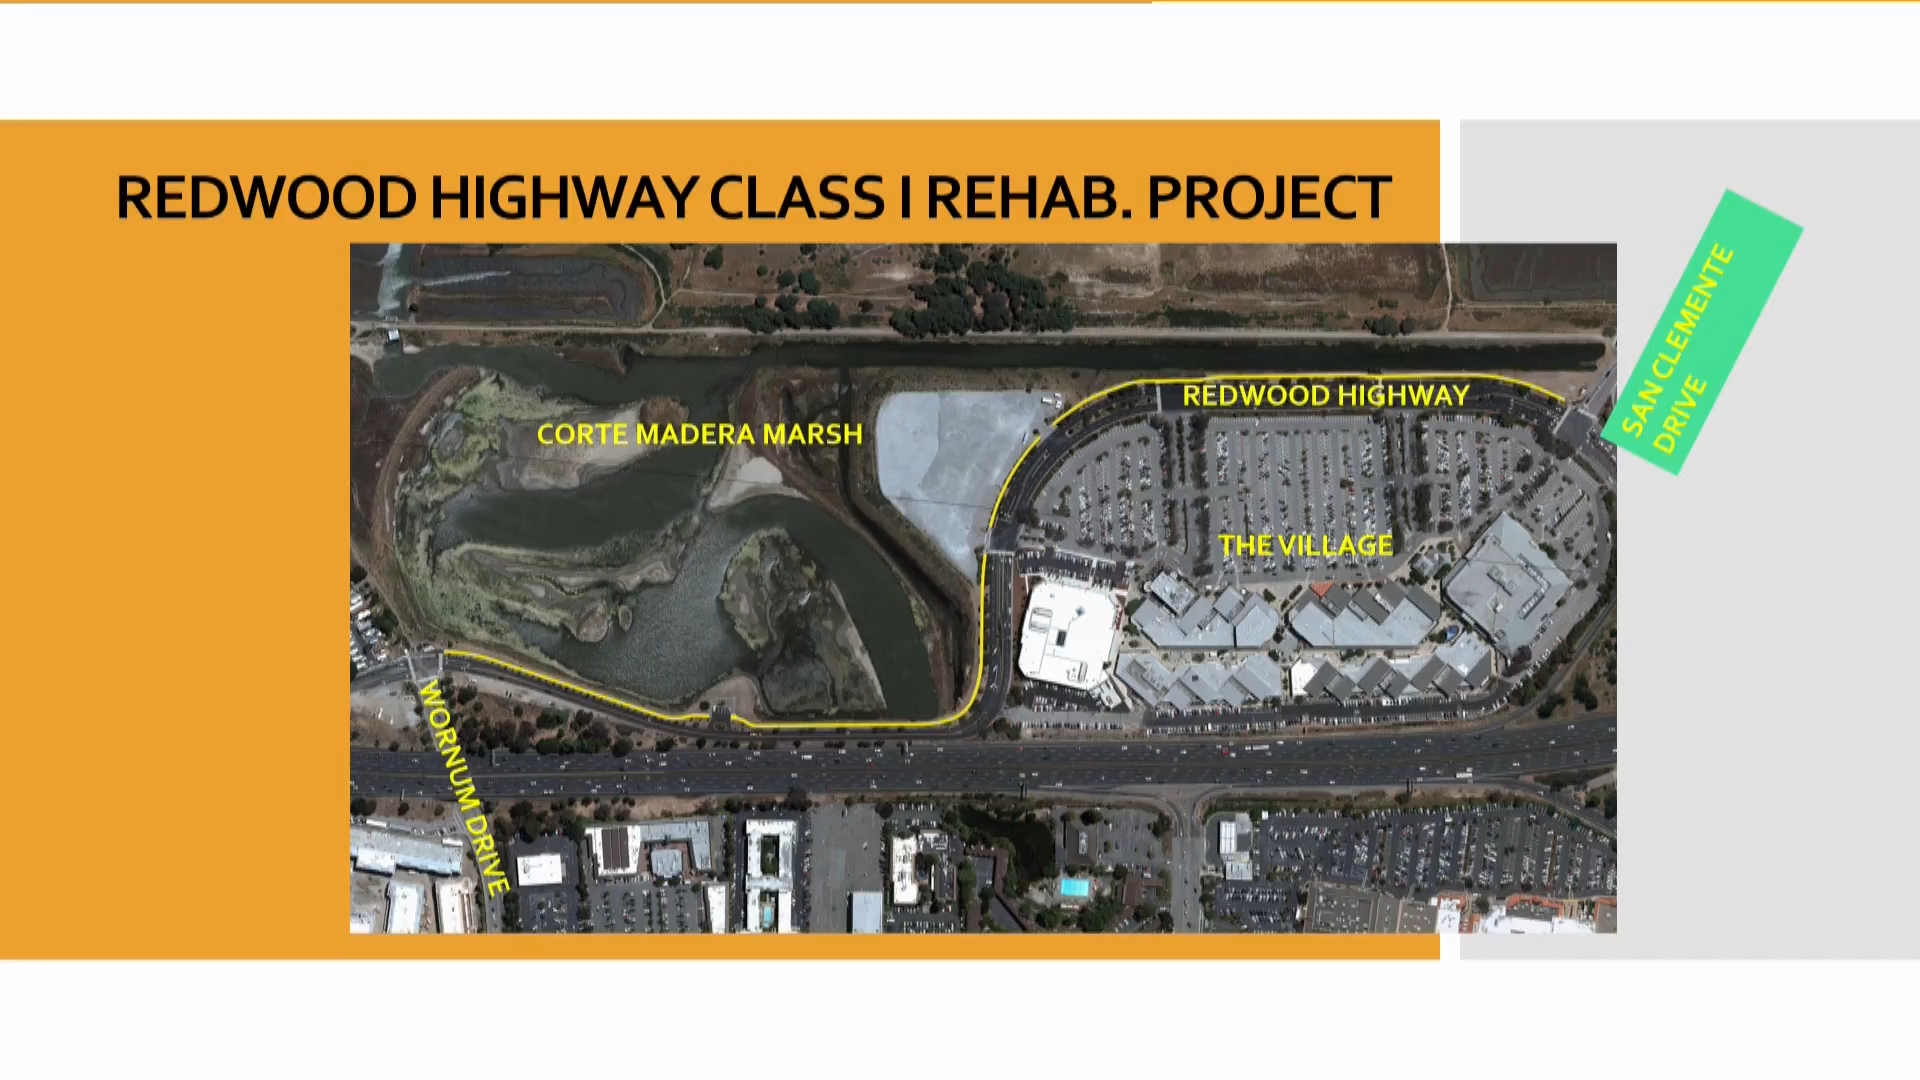 REDWOOD HIGHWAY CLASS I REHAB. PROJECT
SAN CLEMENTE
DRIVE
REDWOOD HIGHWAY
CORTE MADERA MARSH
THE VILLAGE
WORNUM DRIVE